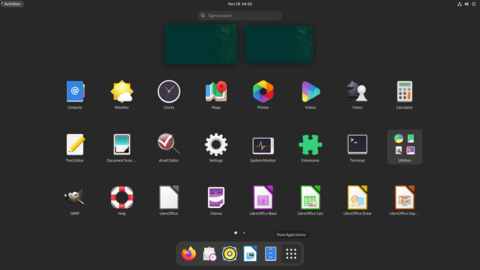 Activities
Nov 18 04:20
Type to search
Contacts
Weather
Clocks
Maps
Photos
Videos
Chess
Calculator
Text Editor
Document Scan...
dconf Editor
Settings
System Monitor
Extensions
Terminal
Utilities
GIMP
Help
LibreOffice
Cheese
LibreOffice Base
LibreOffice Calc
LibreOffice Draw
LibreOffice Imp...
Show Applications